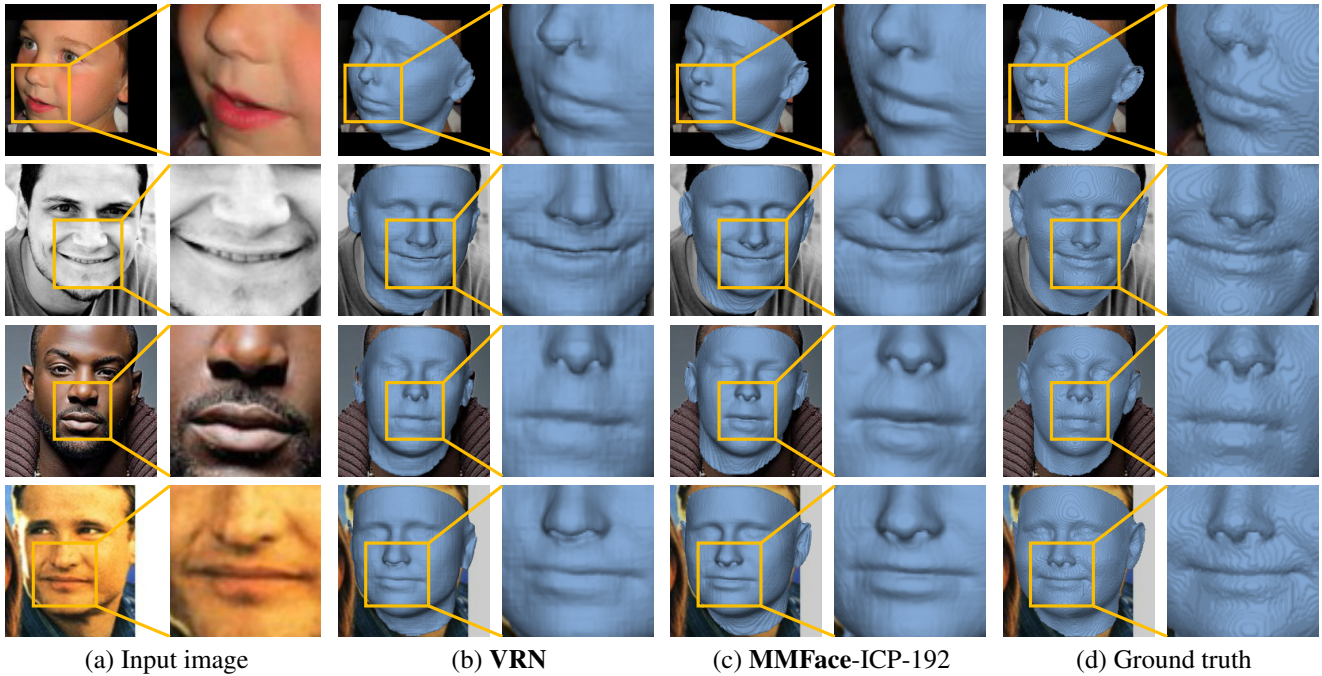 (a) Input image
(b) VRN
(c) MMFace-ICP-192
(d) Ground truth